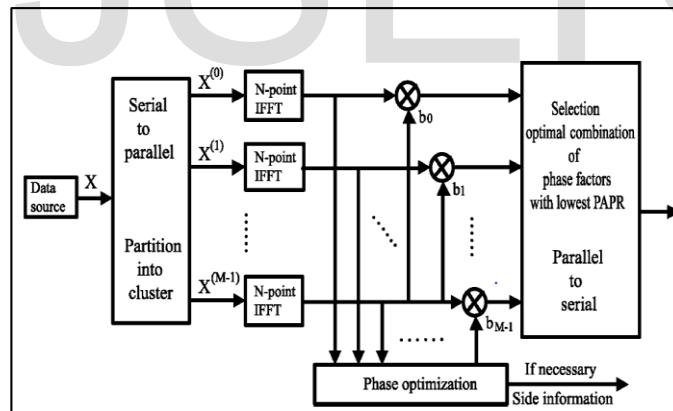 X^(0)
N-point
IFFT
b0
Serial
to
parallel
Selection
optimal combination
of
phase factors
with lowest PAPR
X^(1)
N-point
IFFT
b1
Data
source
X
Partition
into
cluster
Parallel
to
serial
X^(M-1)
N-point
IFFT
bM-1
Phase optimization
If necessary
Side information